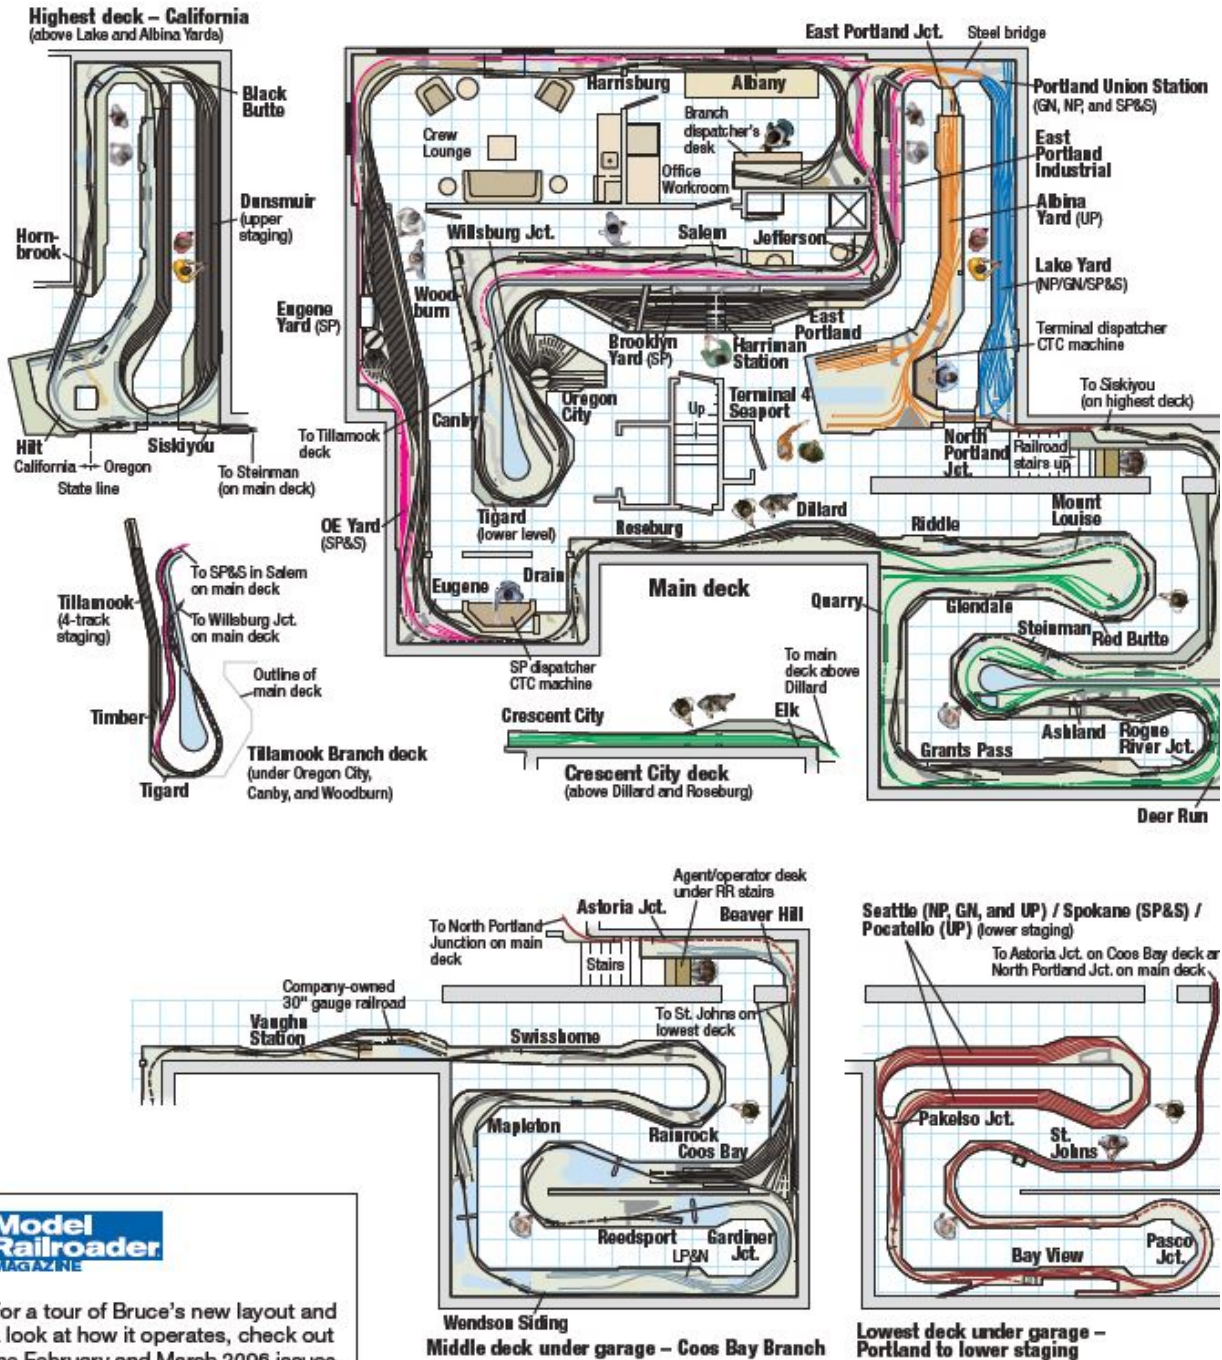 Highest deck – California
(above Lake and Albina Yards)
Black
Butte
Dunsmuir
(upper
staging)
Horn-
brook
Hilt
California
Oregon
State line
Siskiyou
To Steinman
(on main deck)
East Portland Jct.
Steel bridge
Harrisburg
Albany
Portland Union Station
(GN, NP, and SP&S)
Crew
Lounge
Branch
dispatcher's
desk
Office
Workroom
East
Portland
Industrial
Albina
Yard (UP)
Willsburg Jct.
Salem
Jefferson
Lake Yard
(NP/GN/SP&S)
Eugene
Yard (SP)
Wood-
burn
Brooklyn
Yard (SP)
Harriman
Station
East
Portland
Terminal dispatcher
CTC machine
Oregon
City
Up
Terminal 4
Seaport
To Siskiyou
(on highest deck)
To Tillamook
deck
Canby
North
Portland
Jct.
Railroad
stairs up
OE Yard
(SP&S)
Tigard
(lower level)
Roseburg
Dillard
Riddle
Mount
Louise
Eugene
Drain
Main deck
Quarry
Glendale
Red Butte
Steinman
SP dispatcher
CTC machine
Ashland
Rogue
River Jct.
Grants Pass
Deer Run
To SP&S in Salem
on main deck
Tillamook
(4-track
staging)
To Willsburg Jct.
on main deck
Outline of
main deck
Timber
Tigard
Tillamook Branch deck
(under Oregon City,
Canby, and Woodburn)
Crescent City
Elk
To main
deck above
Dillard
Crescent City deck
(above Dillard and Roseburg)
Agent/operator desk
under RR stairs
To North Portland
Junction on main
deck
Astoria Jct.
Beaver Hill
Stairs
Company-owned
30" gauge railroad
Vaughn
Station
Swisshome
To St. Johns on
lowest deck
Mapleton
Rainrock
Coos Bay
Reedsport
Gardiner
Jct.
LP&N
Wendson Siding
Middle deck under garage – Coos Bay Branch
Seattle (NP, GN, and UP) / Spokane (SP&S) /
Pocatello (UP) (lower staging)
To Astoria Jct. on Coos Bay deck an
North Portland Jct. on main deck
Pakelso Jct.
St.
Johns
Bay View
Pasco
Jct.
Lowest deck under garage –
Portland to lower staging
Model
Railroader
MAGAZINE
or a tour of Bruce's new layout and
look at how it operates, check out
February and March 2006 issues